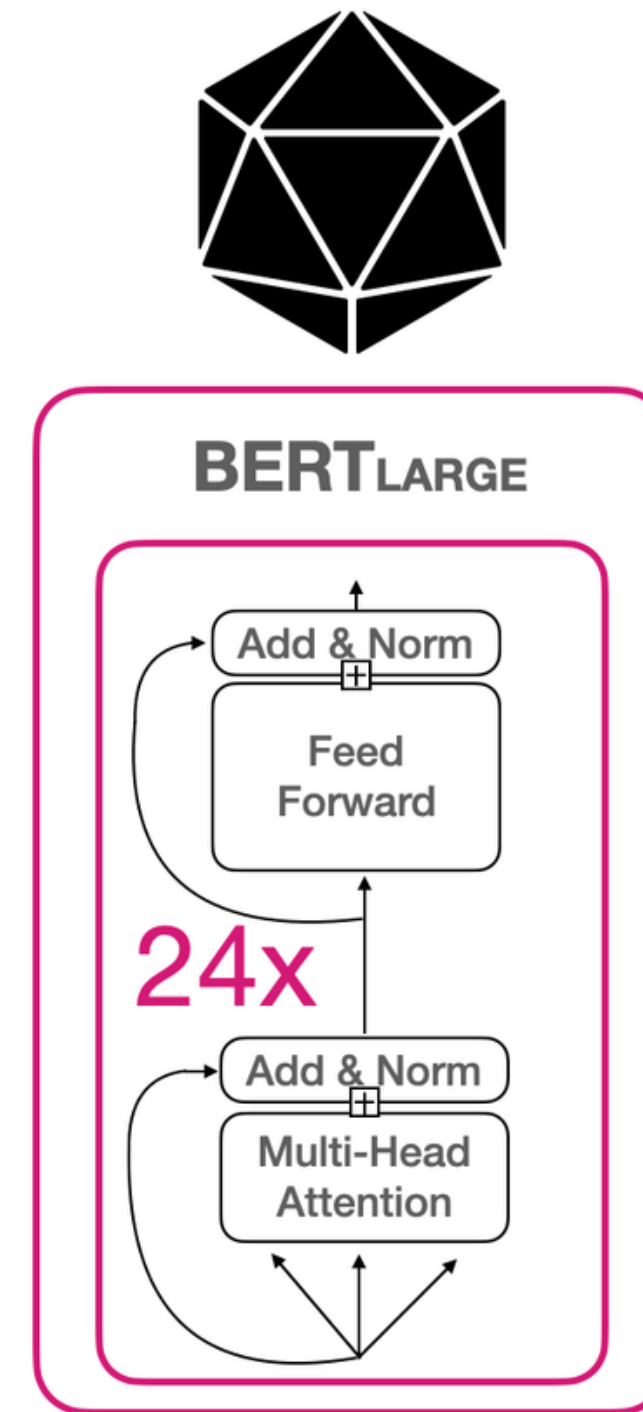 BERTLARGE
Add & Norm
Feed
Forward
24x
Add & Norm
Multi-Head
Attention